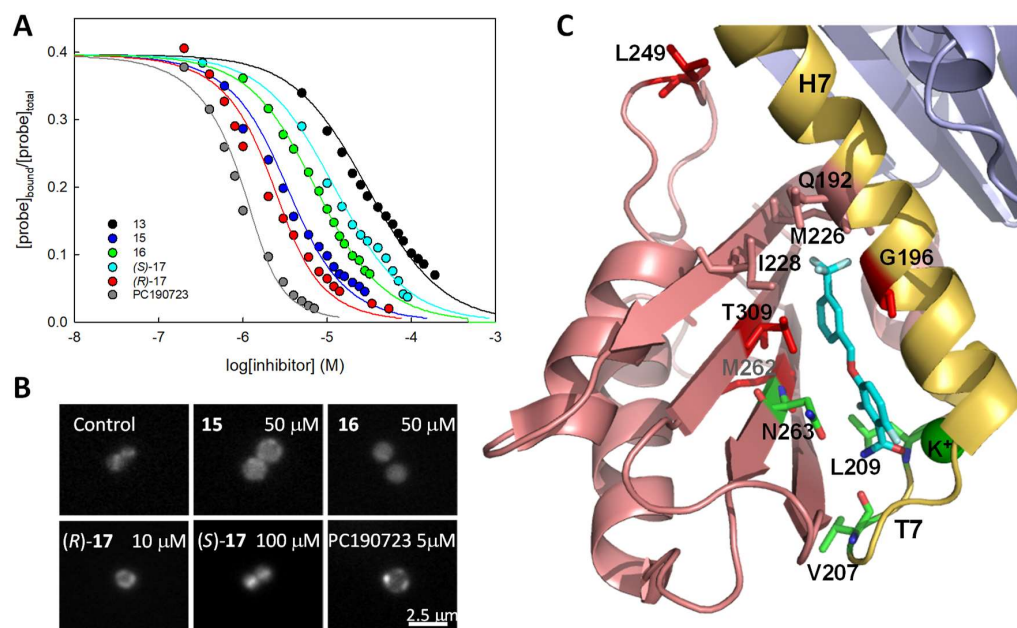 A
[probe]bound/[probe]total
0.4
0.3
0.2
0.1
0.0
13
15
16
(S)-17
(R)-17
PC190723
-8 -7 -6 -5 -4 -3
log[inhibitor] (M)
B
Control
15 50 μM
16 50 μM
(R)-17 10 μM
(S)-17 100 μM
PC190723 5μM
2.5 μm
C
L249
H7
Q192
M226
I228
G196
T309
M262
N263
K+
L209
T7
V207